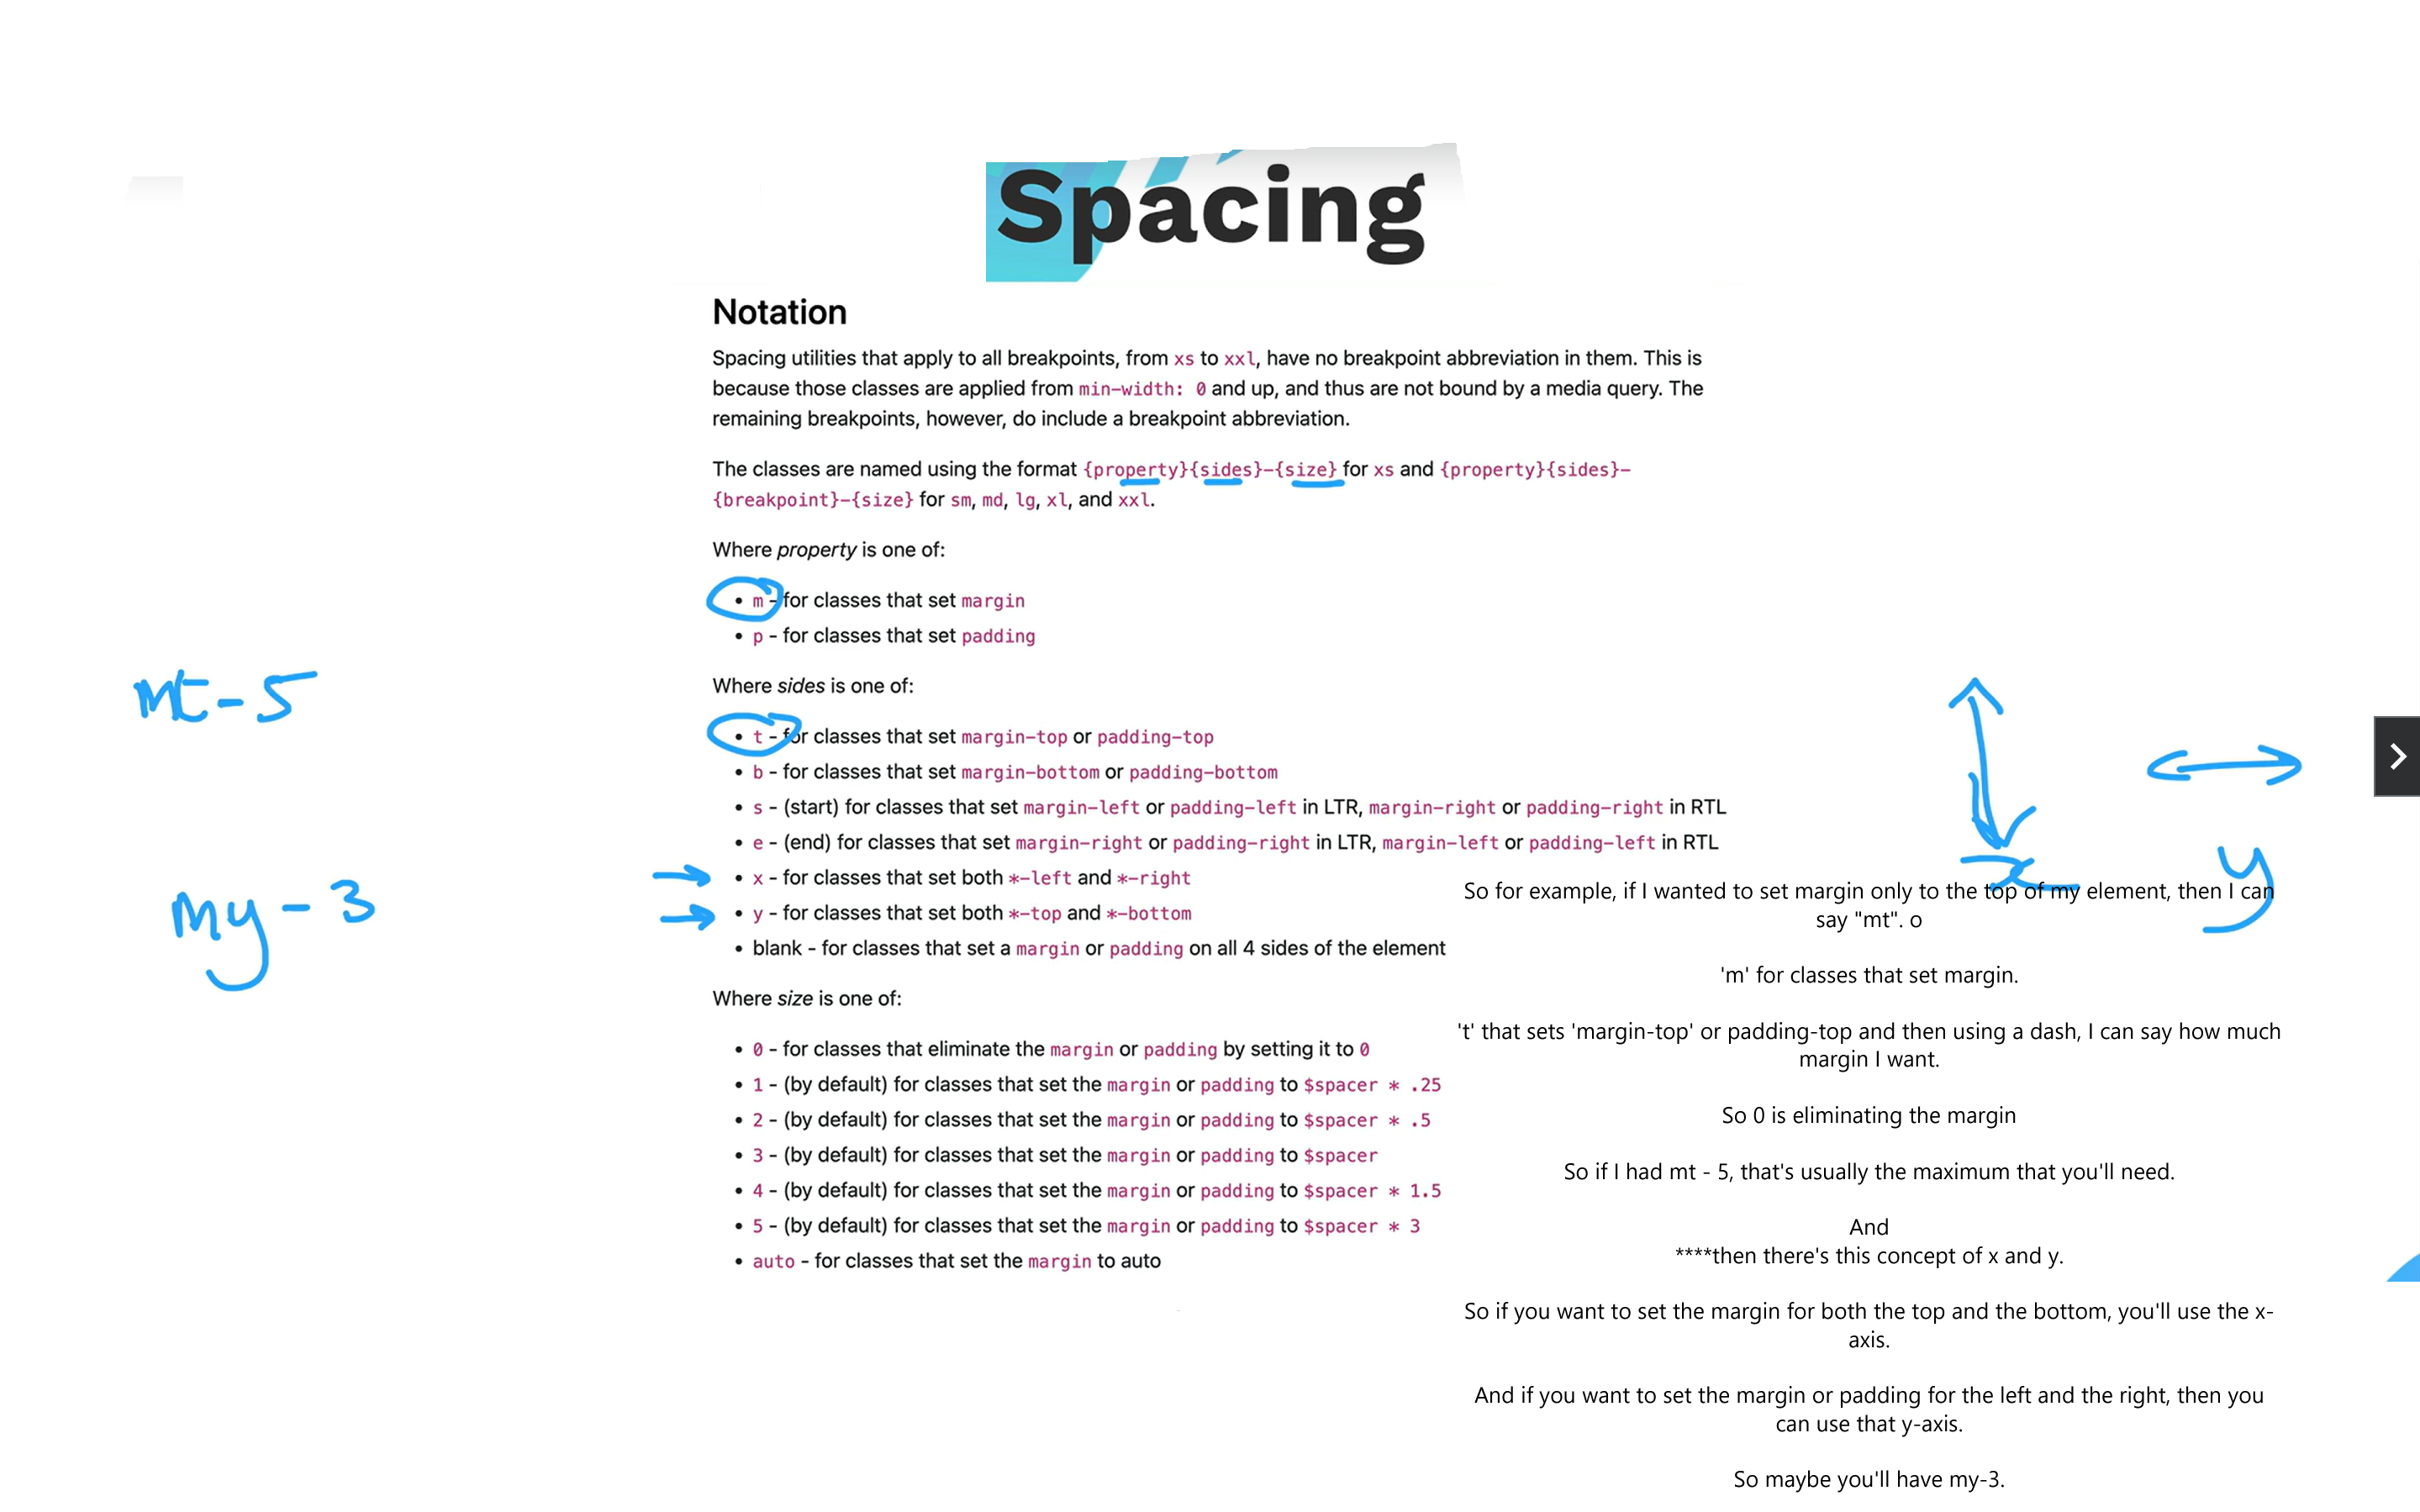 Spacing
Notation
Spacing utilities that apply to all breakpoints, from xs to xxl, have no breakpoint abbreviation in them. This is
because those classes are applied from min-width: 0 and up, and thus are not bound by a media query. The
remaining breakpoints, however, do include a breakpoint abbreviation.
The classes are named using the format {property}{sides}-{size} for xs and {property}{sides}-
{breakpoint}-{size} for sm, md, lg, xl, and xxl.
Where property is one of:
• m - for classes that set margin
• p - for classes that set padding
Where sides is one of:
• t - for classes that set margin-top or padding-top
• b - for classes that set margin-bottom or padding-bottom
• s - (start) for classes that set margin-left or padding-left in LTR, margin-right or padding-right in RTL
• e - (end) for classes that set margin-right or padding-right in LTR, margin-left or padding-left in RTL
• x - for classes that set both *-left and *-right
• y - for classes that set both *-top and *-bottom
• blank - for classes that set a margin or padding on all 4 sides of the element
Where size is one of:
• 0 - for classes that eliminate the margin or padding by setting it to 0
• 1 - (by default) for classes that set the margin or padding to $spacer * .25
• 2 - (by default) for classes that set the margin or padding to $spacer * .5
• 3 - (by default) for classes that set the margin or padding to $spacer
• 4 - (by default) for classes that set the margin or padding to $spacer * 1.5
• 5 - (by default) for classes that set the margin or padding to $spacer * 3
• auto - for classes that set the margin to auto
mt-5
my-3
x
y
So for example, if I wanted to set margin only to the top of my element, then I can
say "mt". o
'm' for classes that set margin.
't' that sets 'margin-top' or padding-top and then using a dash, I can say how much
margin I want.
So 0 is eliminating the margin
So if I had mt - 5, that's usually the maximum that you'll need.
And
****then there's this concept of x and y.
So if you want to set the margin for both the top and the bottom, you'll use the x-
axis.
And if you want to set the margin or padding for the left and the right, then you
can use that y-axis.
So maybe you'll have my-3.